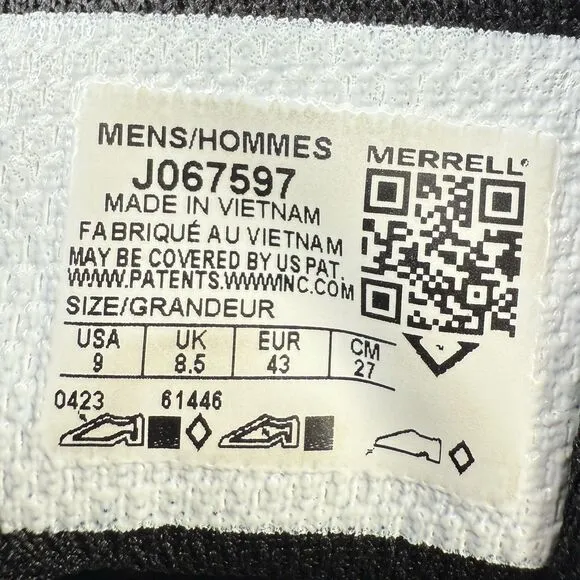 MENS/HOMMES
J067597
MADE IN VIETNAM
FABRIQUÉ AU VIETNAM
MAY BE COVERED BY US PAT.
WWW.PATENTS.WWWINC.COM
SIZE/GRANDEUR
USA UK EUR CM
9 8.5 43 27
0423 61446
MERRELL®